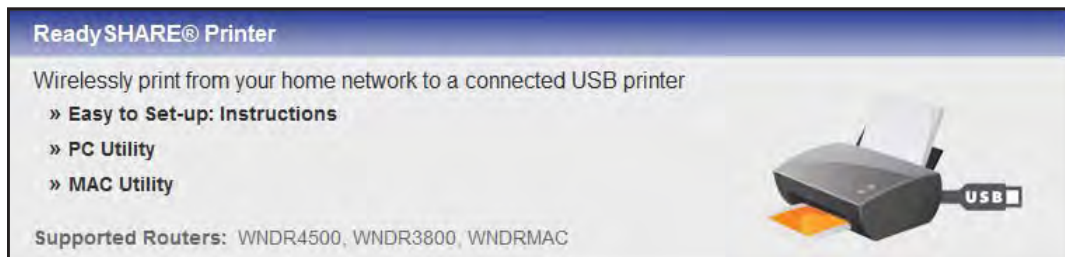 ReadySHARE® Printer
Wirelessly print from your home network to a connected USB printer
» Easy to Set-up: Instructions
» PC Utility
» MAC Utility
USB
Supported Routers: WNDR4500, WNDR3800, WNDRMAC